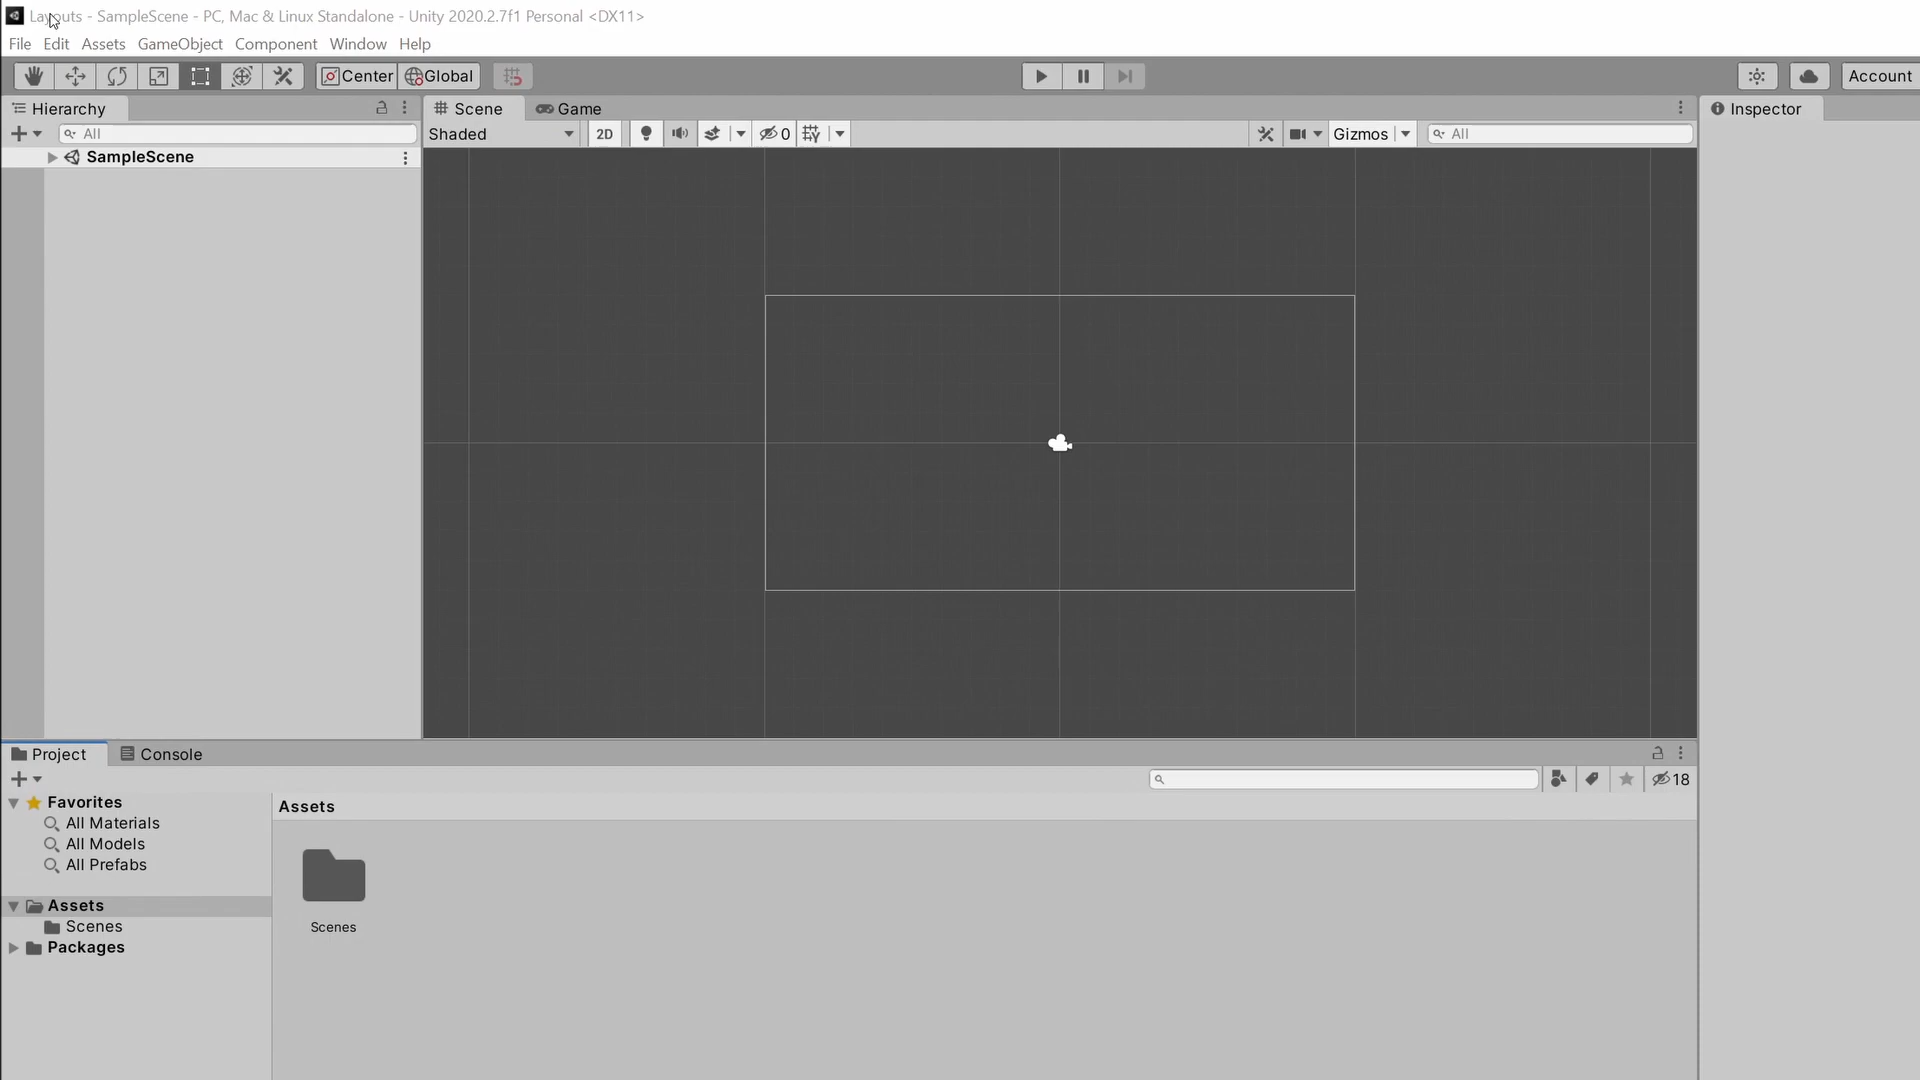 Layouts - SampleScene - PC, Mac & Linux Standalone - Unity 2020.2.7f1 Personal <DX11>
File Edit Assets GameObject Component Window Help
Center Global Account
Hierarchy Scene Game Inspector
All Shaded 2D 0 Gizmos All
SampleScene
Project Console
18
Favorites Assets
All Materials
All Models
All Prefabs
Assets
Scenes Scenes
Packages